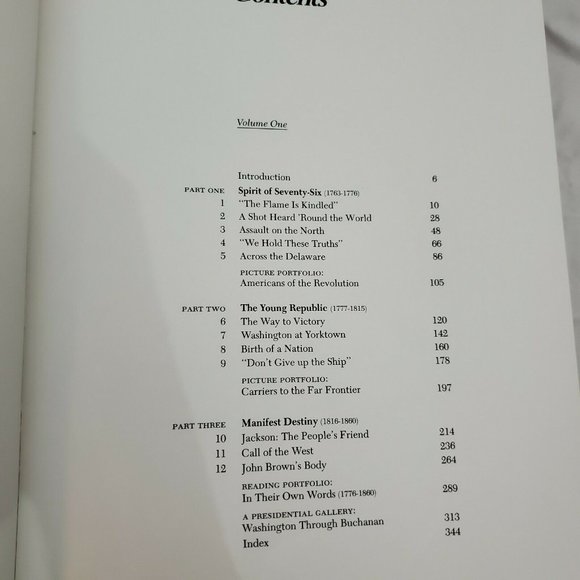 Contents
Volume One
Introduction 6
PART ONE Spirit of Seventy-Six (1763-1776)
1 "The Flame Is Kindled" 10
2 A Shot Heard 'Round the World 28
3 Assault on the North 48
4 "We Hold These Truths" 66
5 Across the Delaware 86
PICTURE PORTFOLIO:
Americans of the Revolution 105
PART TWO The Young Republic (1777-1815)
6 The Way to Victory 120
7 Washington at Yorktown 142
8 Birth of a Nation 160
9 "Don't Give up the Ship" 178
PICTURE PORTFOLIO:
Carriers to the Far Frontier 197
PART THREE Manifest Destiny (1816-1860)
10 Jackson: The People's Friend 214
11 Call of the West 236
12 John Brown's Body 264
READING PORTFOLIO:
In Their Own Words (1776-1860) 289
A PRESIDENTIAL GALLERY:
Washington Through Buchanan 313
Index 344